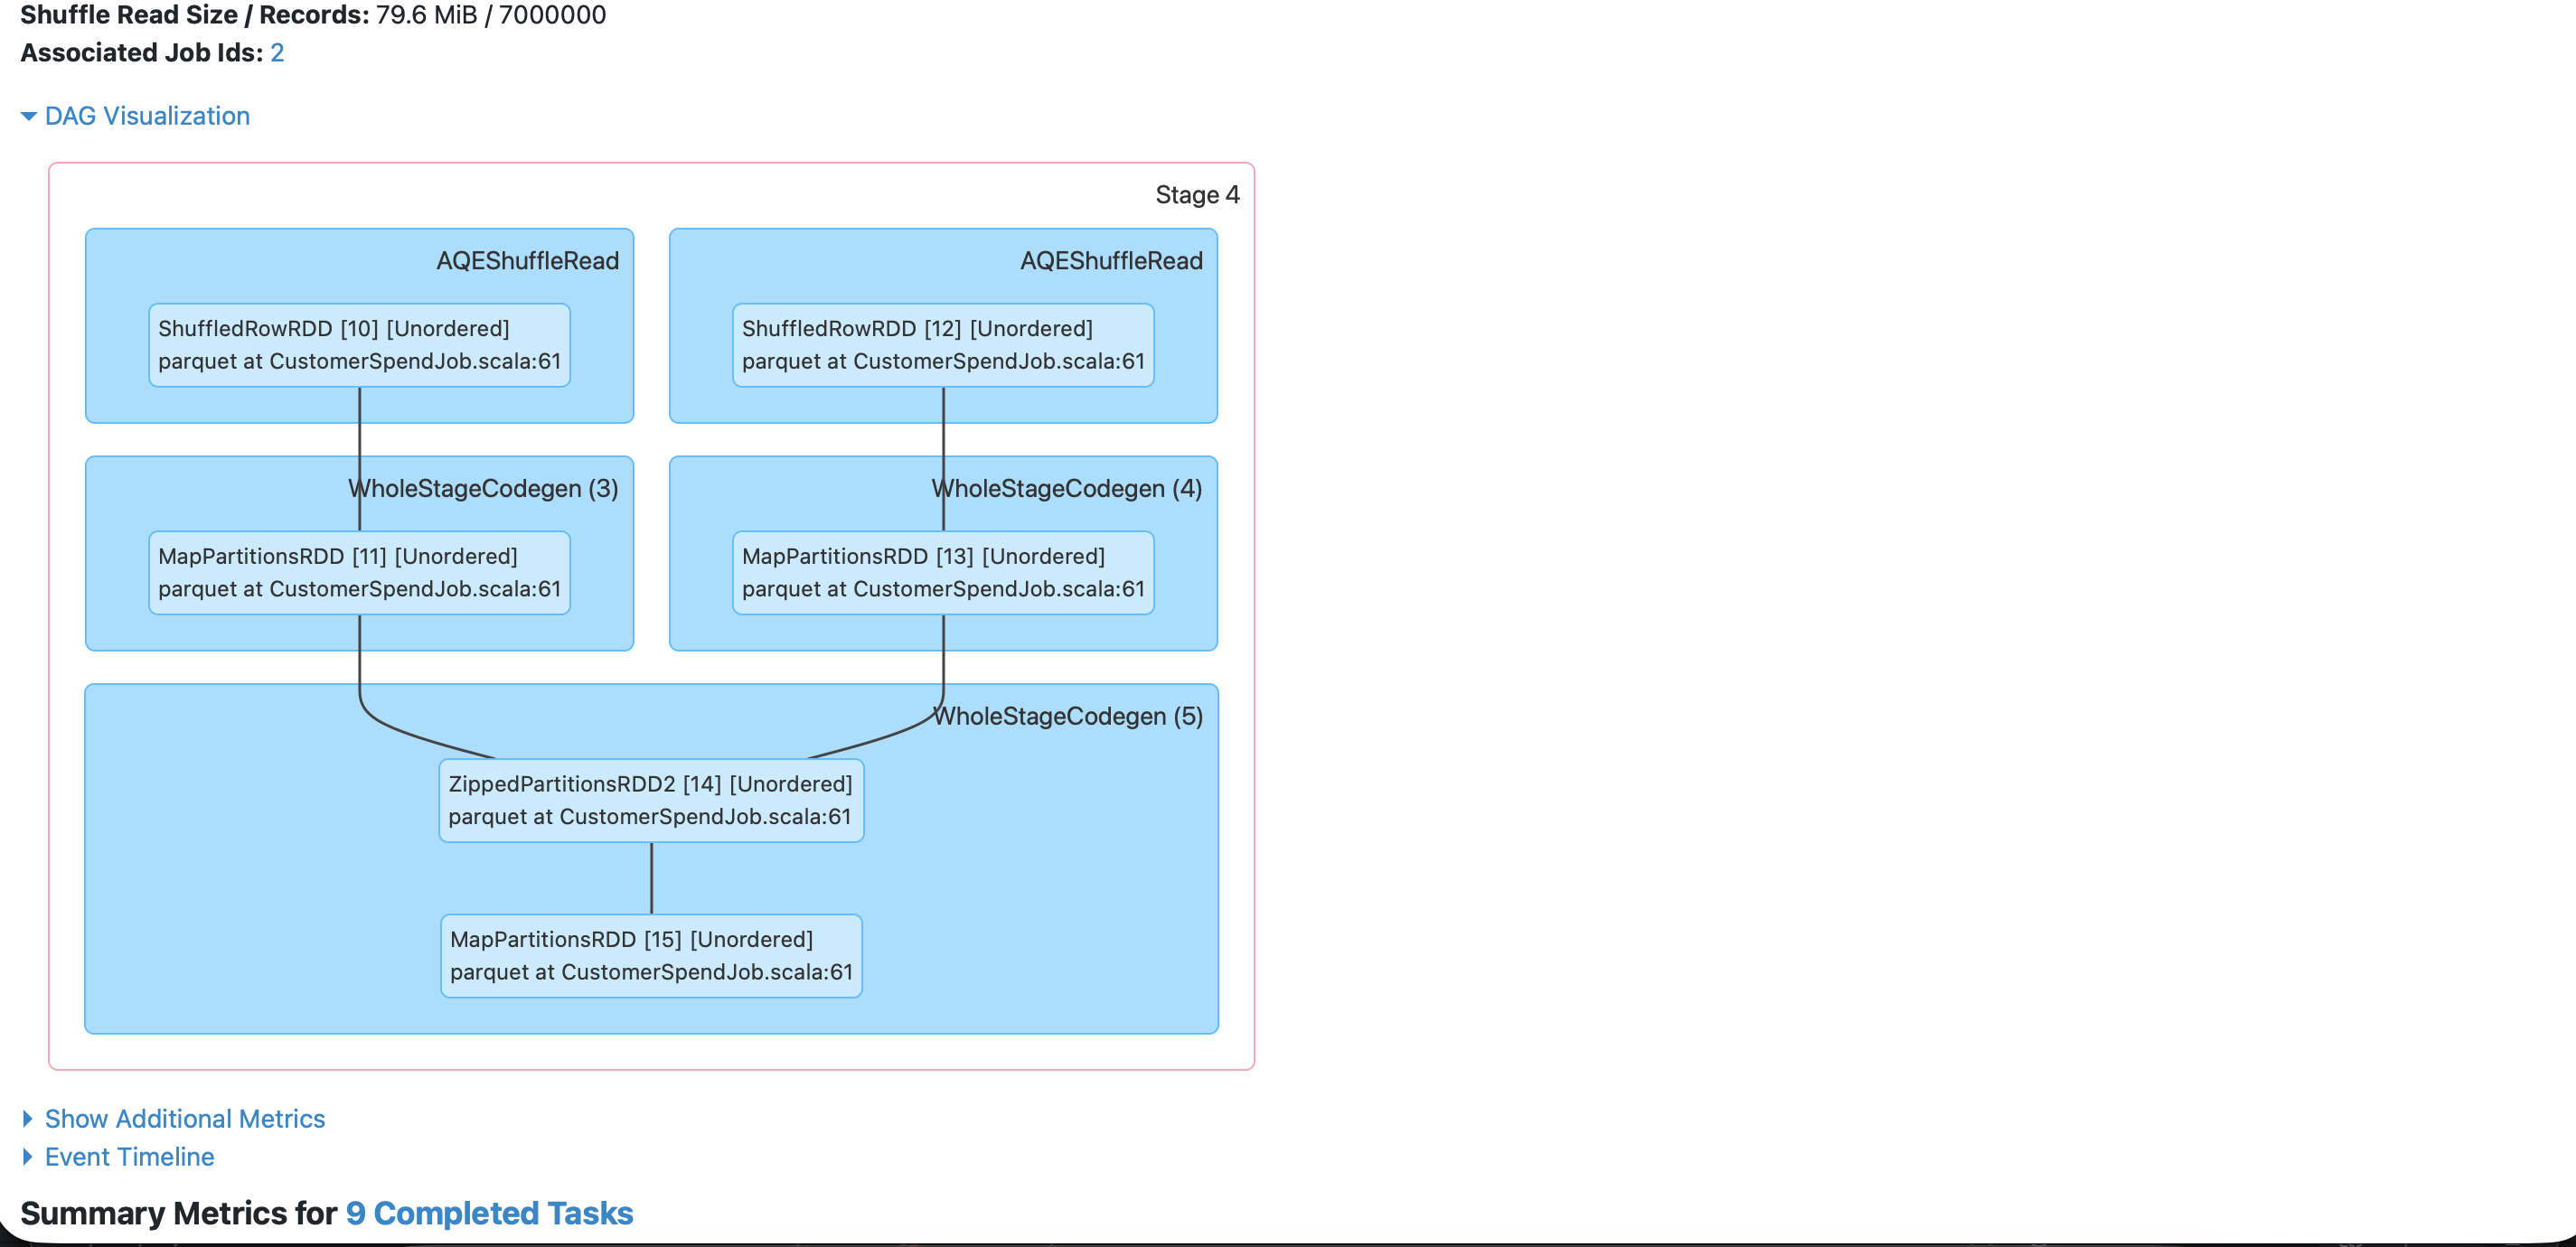 Shuffle Read Size / Records: 79.6 MiB / 7000000
Associated Job Ids: 2
DAG Visualization
Stage 4
AQEShuffleRead
ShuffledRowRDD [10] [Unordered]
parquet at CustomerSpendJob.scala:61
AQEShuffleRead
ShuffledRowRDD [12] [Unordered]
parquet at CustomerSpendJob.scala:61
WholeStageCodegen (3)
MapPartitionsRDD [11] [Unordered]
parquet at CustomerSpendJob.scala:61
WholeStageCodegen (4)
MapPartitionsRDD [13] [Unordered]
parquet at CustomerSpendJob.scala:61
WholeStageCodegen (5)
ZippedPartitionsRDD2 [14] [Unordered]
parquet at CustomerSpendJob.scala:61
MapPartitionsRDD [15] [Unordered]
parquet at CustomerSpendJob.scala:61
Show Additional Metrics
Event Timeline
Summary Metrics for 9 Completed Tasks